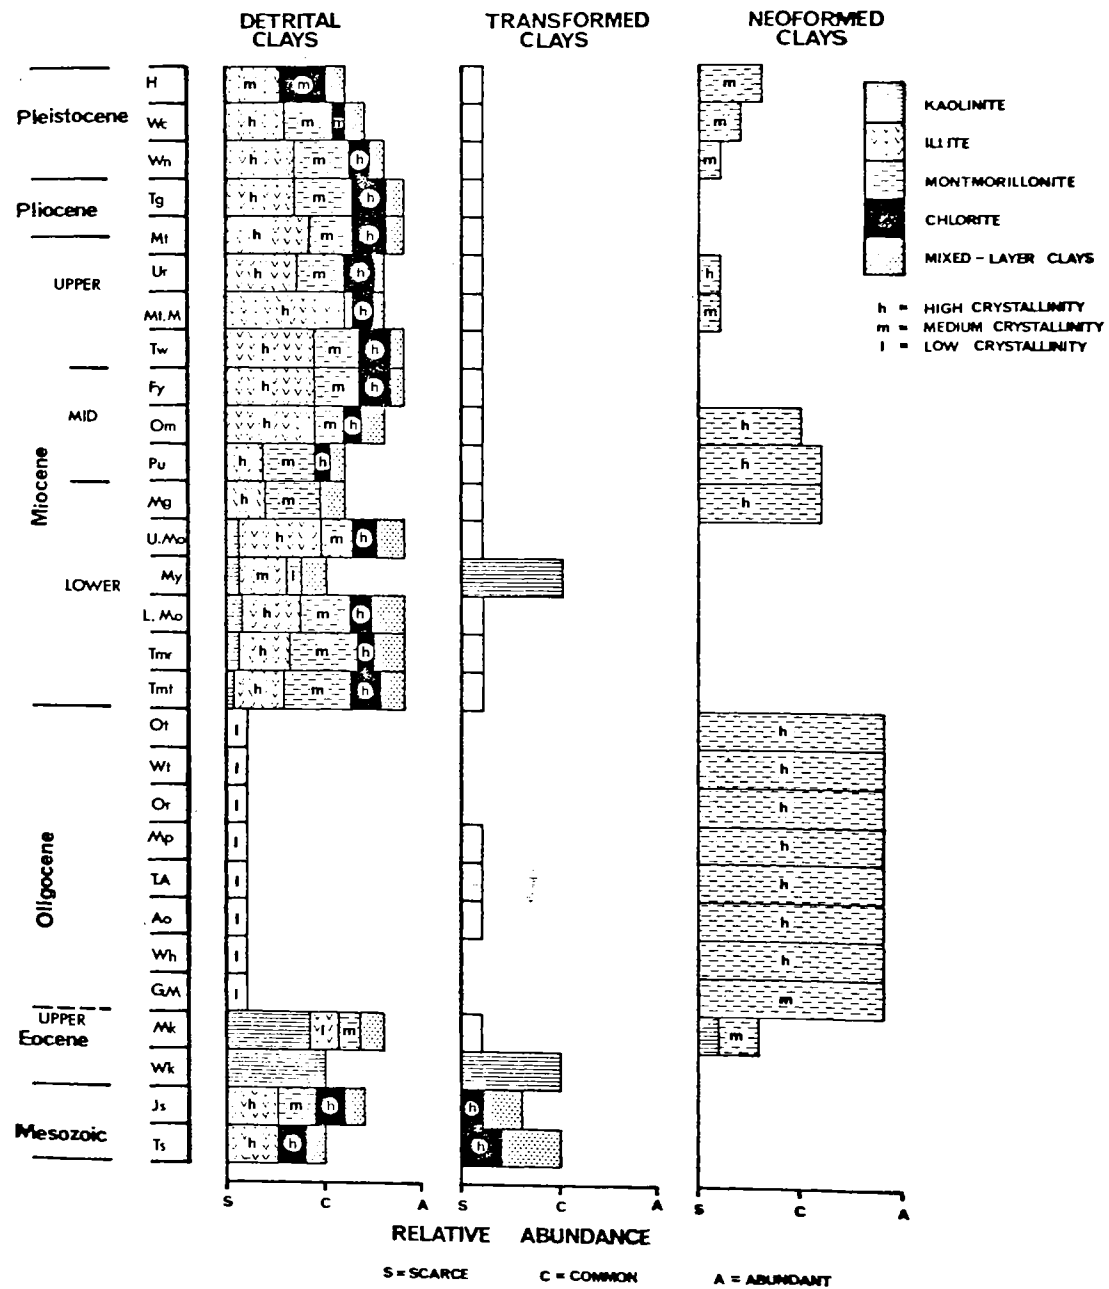 DETRITAL CLAYS
TRANSFORMED CLAYS
NEOFORMED CLAYS
Pleistocene
H m m
Wc h m m m
Wn h m h m
Pliocene
Tg h m h
Mt h m h
Miocene
UPPER
Ur h m h h
Mt.M h h m
Tw h m h
MID
Fy h m h
Om h m h h
Pu h m h h
LOWER
Mg h m h
U.Mo h m h
My m l
L.Mo h m h
Tmr h m h
Tmt h m h
Oligocene
Ot l h
Wt l h
Or l h
Mp l h
T.A l h
Ao l h
Wh l h
G.M l m
UPPER
Eocene
Mk l m m
Wk
Mesozoic
Js h m h h
Ts h h h
S C A
S C A
S C A
RELATIVE ABUNDANCE
S = SCARCE C = COMMON A = ABUNDANT
KAOLINITE
ILLITE
MONTMORILLONITE
CHLORITE
MIXED - LAYER CLAYS
h = HIGH CRYSTALLINITY
m = MEDIUM CRYSTALLINITY
l = LOW CRYSTALLINITY